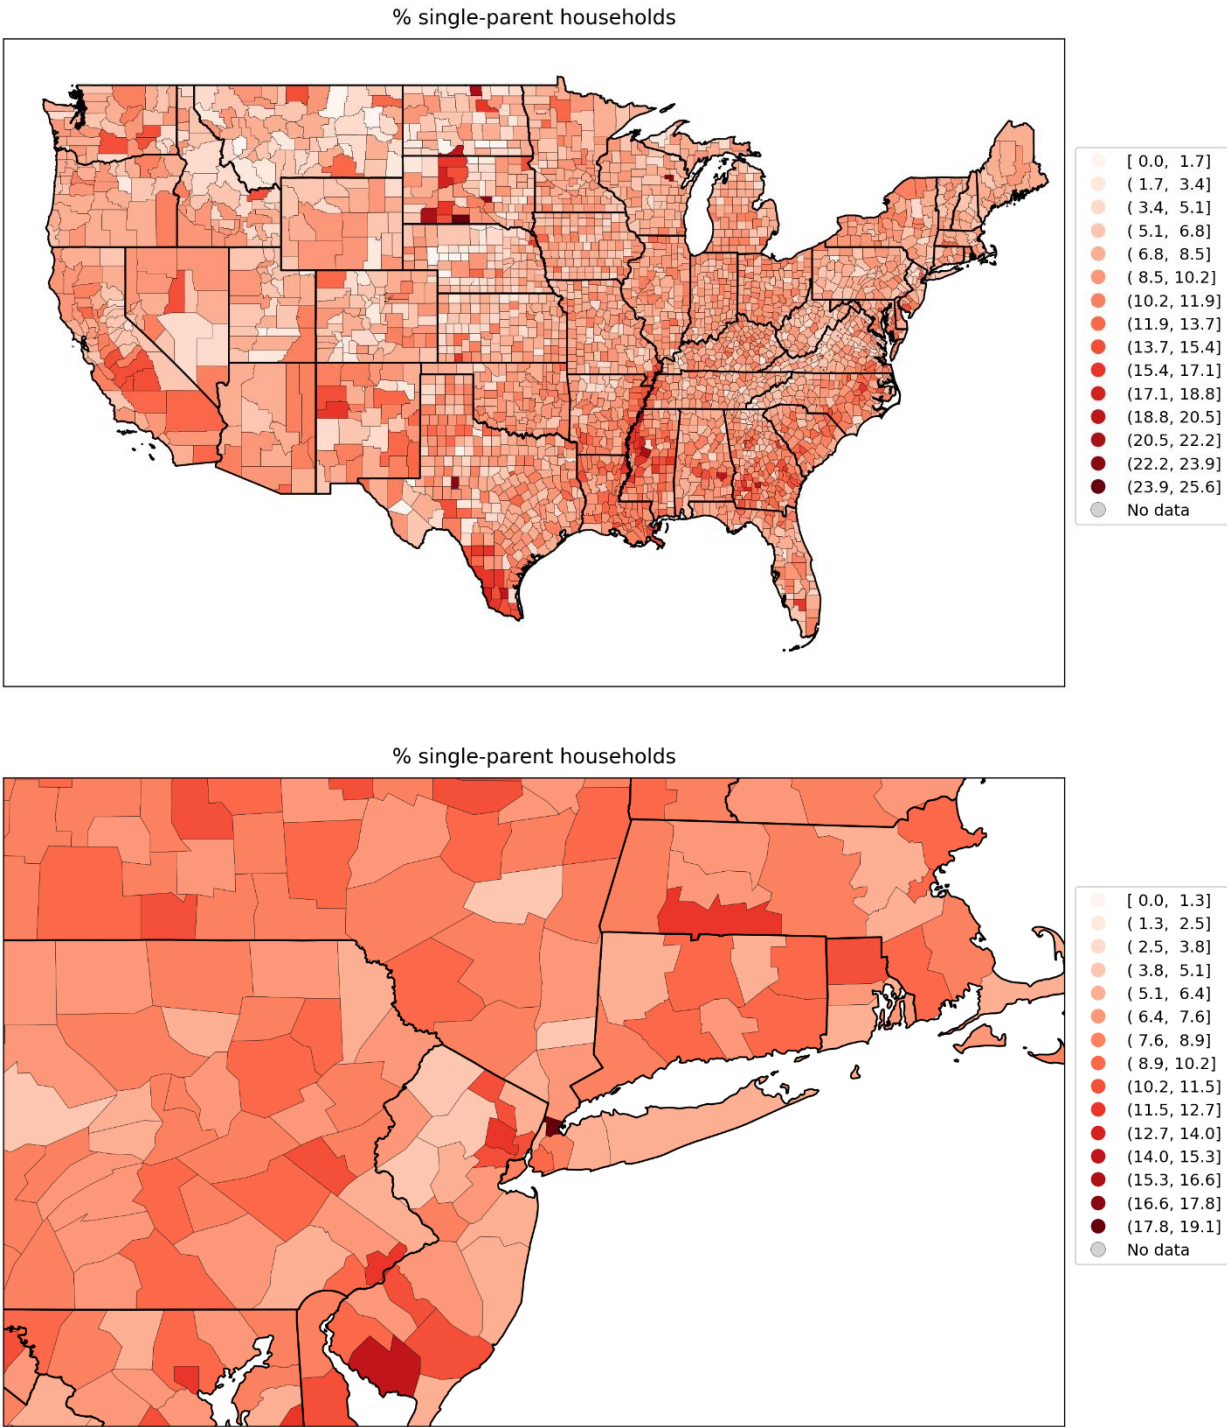 % single-parent households
[ 0.0,  1.7]
( 1.7,  3.4]
( 3.4,  5.1]
( 5.1,  6.8]
( 6.8,  8.5]
( 8.5, 10.2]
(10.2, 11.9]
(11.9, 13.7]
(13.7, 15.4]
(15.4, 17.1]
(17.1, 18.8]
(18.8, 20.5]
(20.5, 22.2]
(22.2, 23.9]
(23.9, 25.6]
No data
% single-parent households
[ 0.0,  1.3]
( 1.3,  2.5]
( 2.5,  3.8]
( 3.8,  5.1]
( 5.1,  6.4]
( 6.4,  7.6]
( 7.6,  8.9]
( 8.9, 10.2]
(10.2, 11.5]
(11.5, 12.7]
(12.7, 14.0]
(14.0, 15.3]
(15.3, 16.6]
(16.6, 17.8]
(17.8, 19.1]
No data